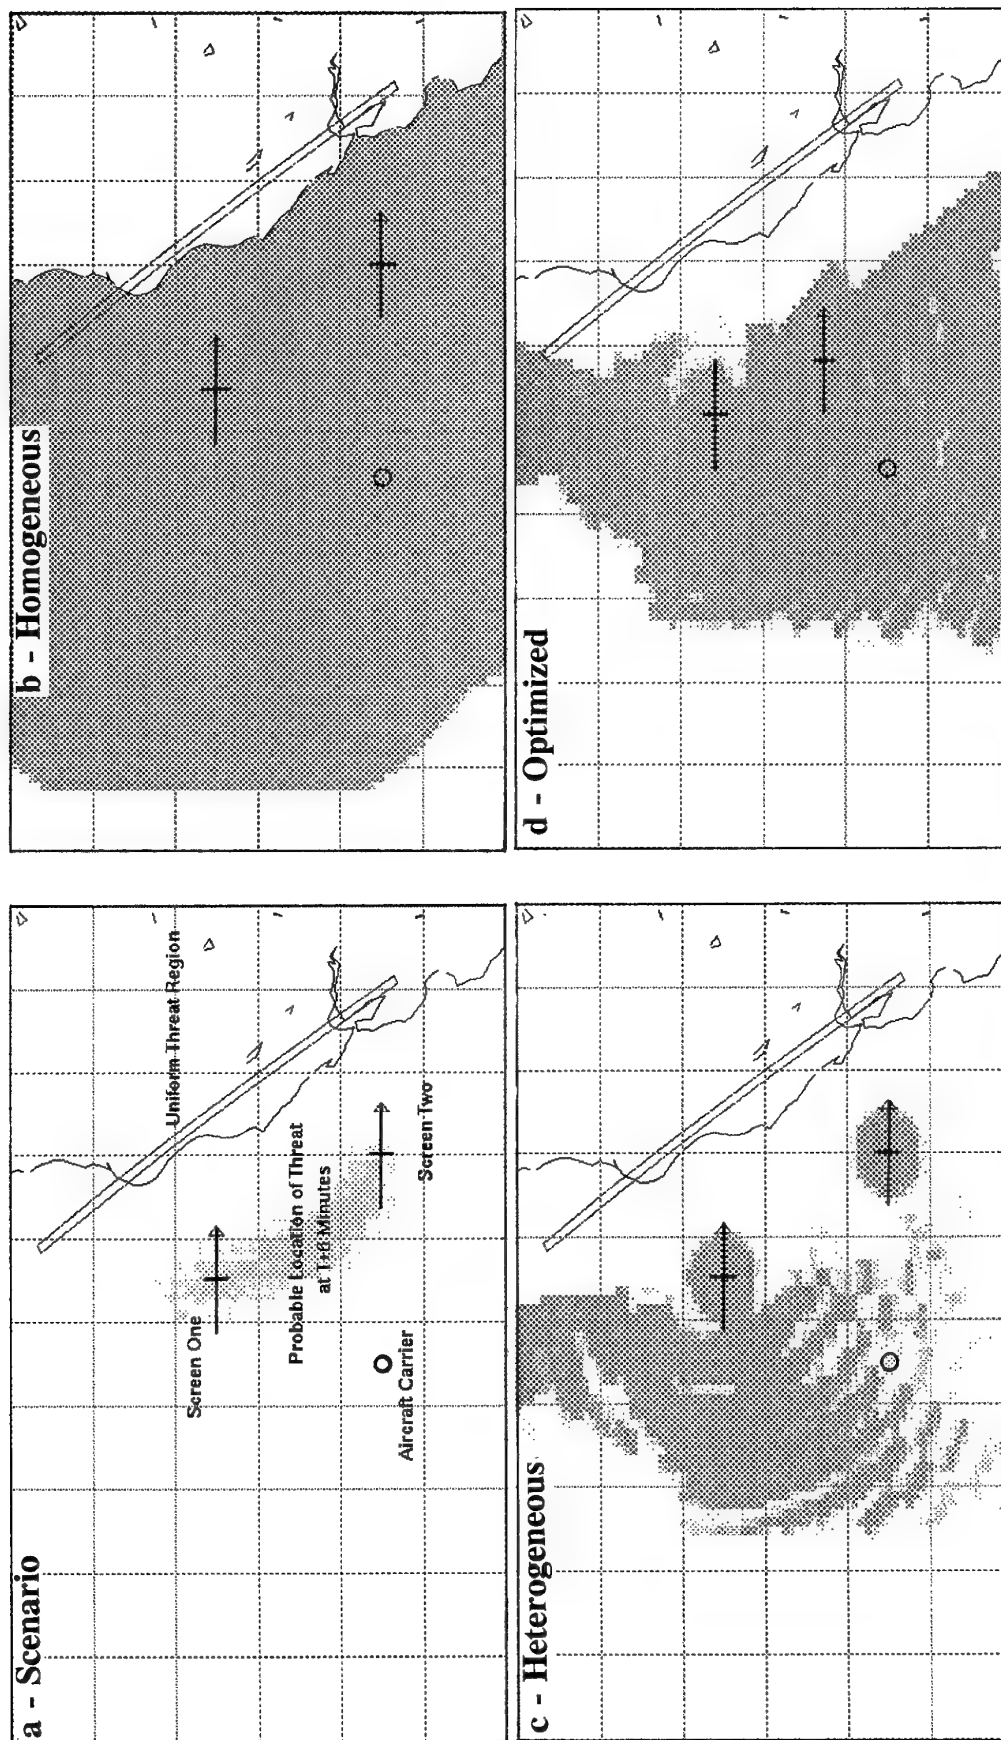 a - Scenario
Uniform Threat Region
Screen One
Probable Location of Threat
at T+6 Minutes
Screen Two
Aircraft Carrier
b - Homogeneous
c - Heterogeneous
d - Optimized